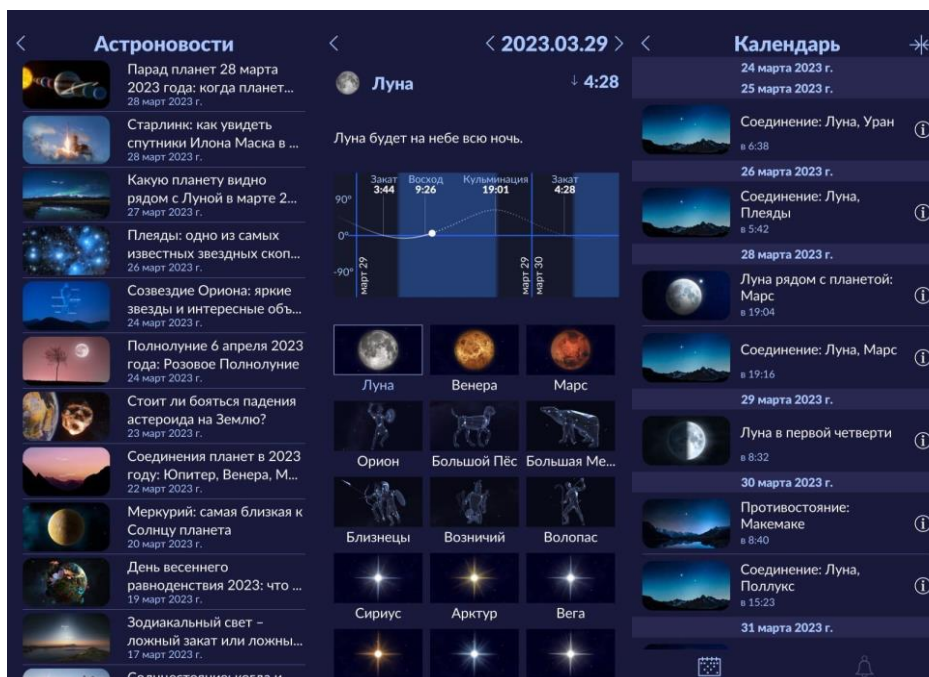 Астроновости
Парад планет 28 марта
2023 года: когда планет...
28 март 2023 г.
Старлинк: как увидеть
спутники Илона Маска в ...
28 март 2023 г.
Какую планету видно
рядом с Луной в марте 2...
27 март 2023 г.
Плеяды: одно из самых
известных звездных скоп...
26 март 2023 г.
Созвездие Ориона: яркие
звезды и интересные объ...
24 март 2023 г.
Полнолуние 6 апреля 2023
года: Розовое Полнолуние
24 март 2023 г.
Стоит ли бояться падения
астероида на Землю?
23 март 2023 г.
Соединения планет в 2023
году: Юпитер, Венера, М...
22 март 2023 г.
Меркурий: самая близкая к
Солнцу планета
20 март 2023 г.
День весеннего
равноденствия 2023: что ...
19 март 2023 г.
Зодиакальный свет –
ложный закат или ложны...
17 март 2023 г.
2023.03.29
Луна
↓ 4:28
Луна будет на небе всю ночь.
Закат Восход Кульминация Закат
3:44 9:26 19:01 4:28
90°
0°
-90°
март 29
март 29
март 30
Луна Венера Марс
Орион Большой Пёс Большая Ме...
Близнецы Возничий Волопас
Сириус Арктур Вега
Календарь
24 марта 2023 г.
25 марта 2023 г.
Соединение: Луна, Уран
в 6:38
26 марта 2023 г.
Соединение: Луна,
Плеяды
в 5:42
28 марта 2023 г.
Луна рядом с планетой:
Марс
в 19:04
Соединение: Луна, Марс
в 19:16
29 марта 2023 г.
Луна в первой четверти
в 8:32
30 марта 2023 г.
Противостояние:
Макемаке
в 8:40
Соединение: Луна,
Поллукс
в 15:23
31 марта 2023 г.